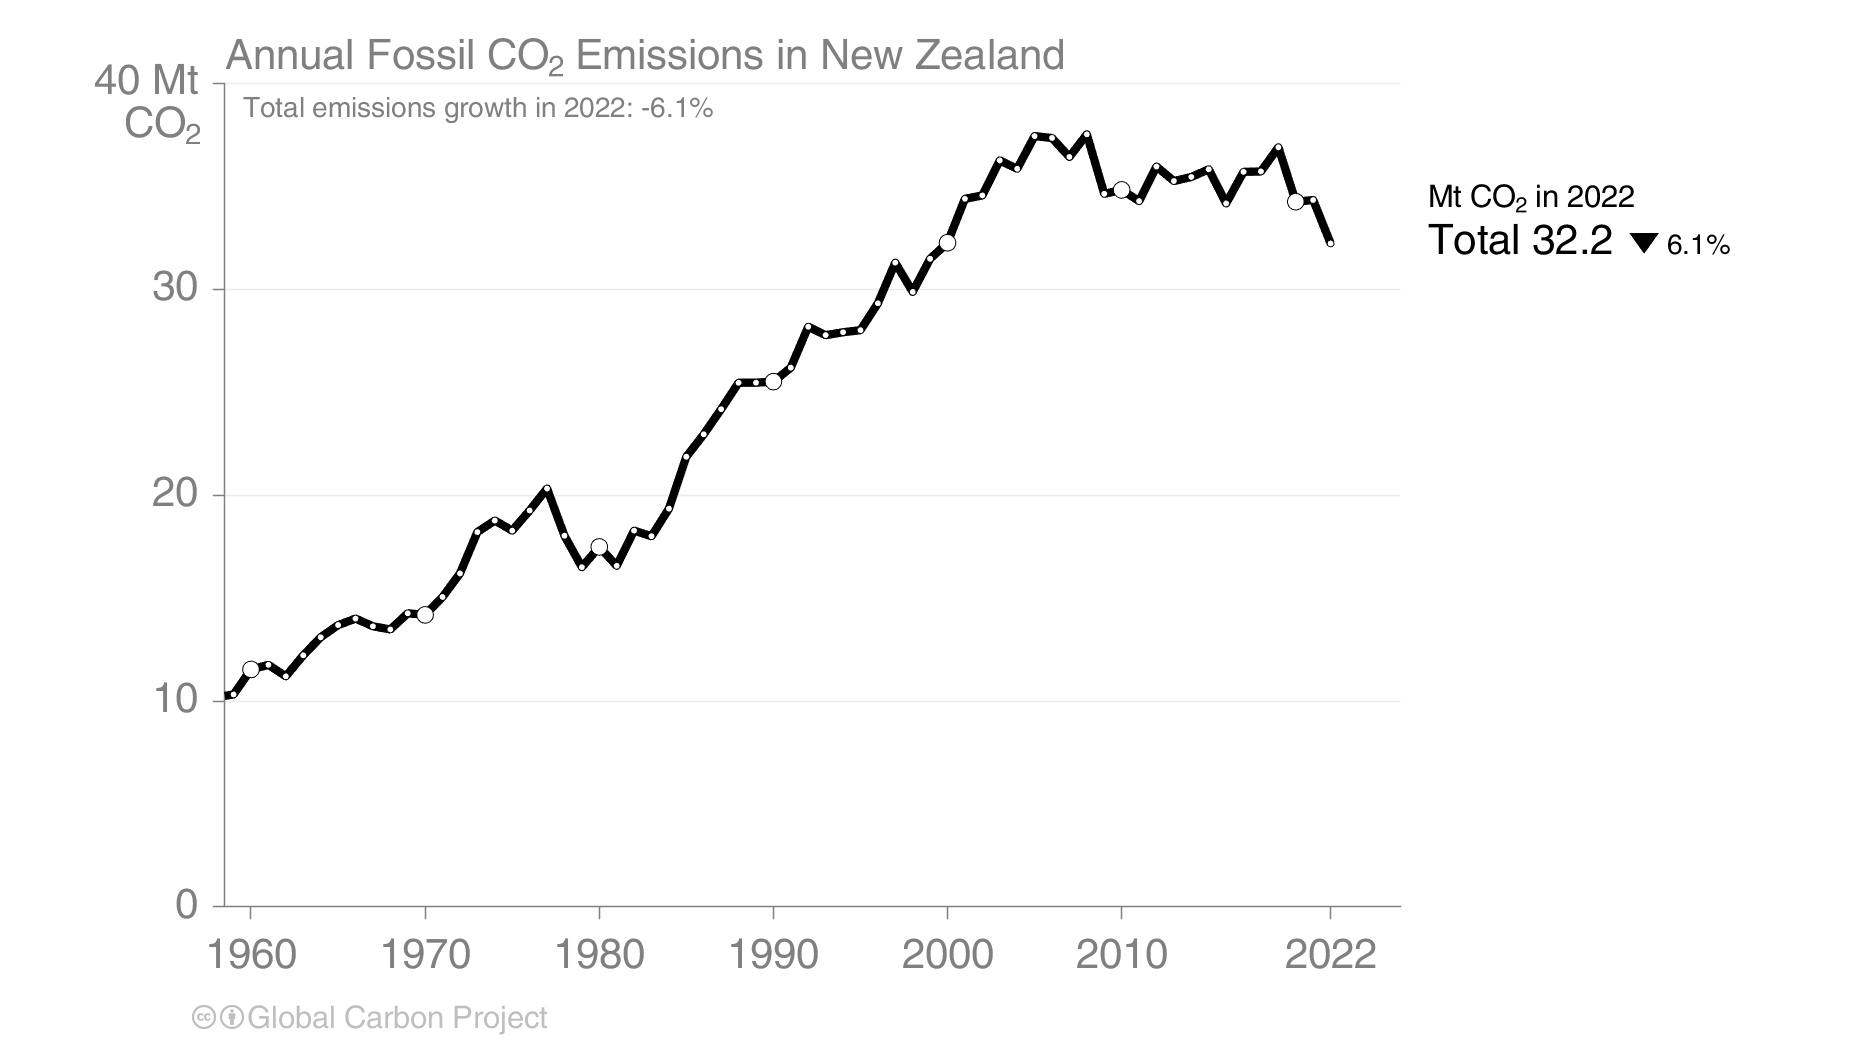 Annual Fossil CO₂ Emissions in New Zealand
40 Mt
CO₂
Total emissions growth in 2022: -6.1%
Mt CO₂ in 2022
Total 32.2 ▼ 6.1%
30
20
10
0
1960 1970 1980 1990 2000 2010 2022
cc Global Carbon Project